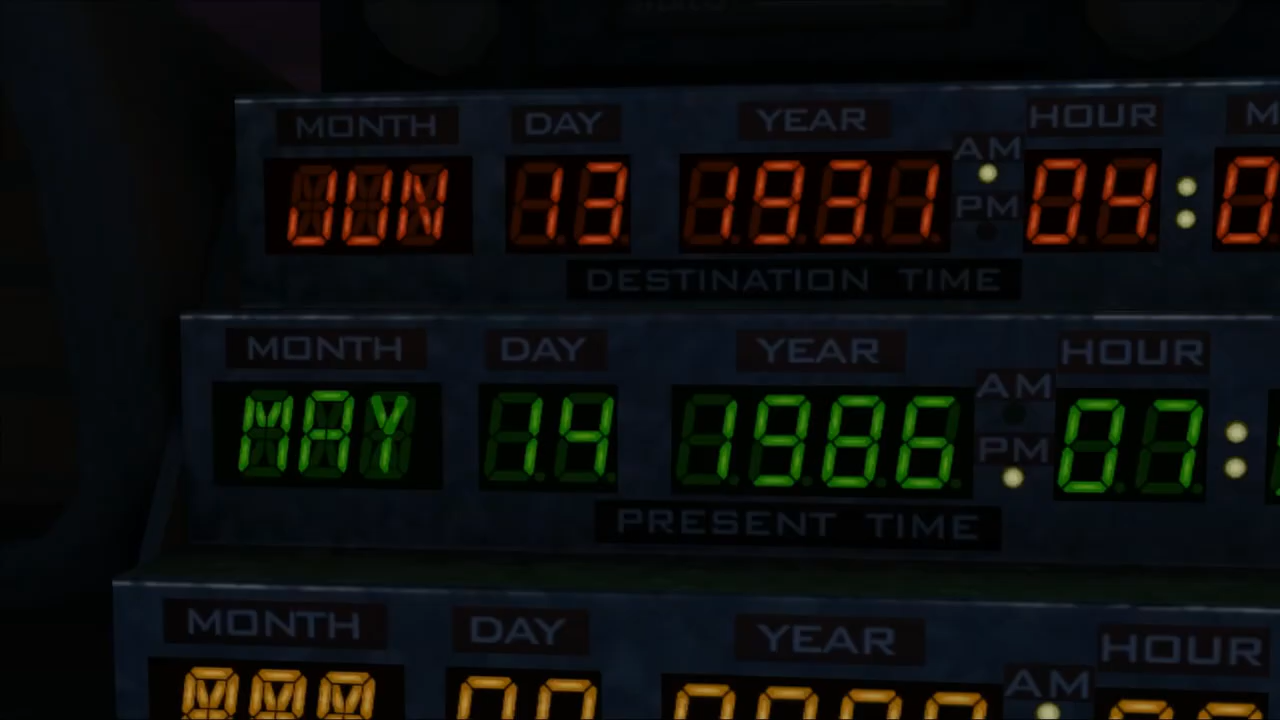 MONTH DAY YEAR AM HOUR M
JUN 13 1931 PM 04 : 0
DESTINATION TIME
MONTH DAY YEAR AM HOUR
MAY 14 1986 PM 07 :
PRESENT TIME
MONTH DAY YEAR AM HOUR